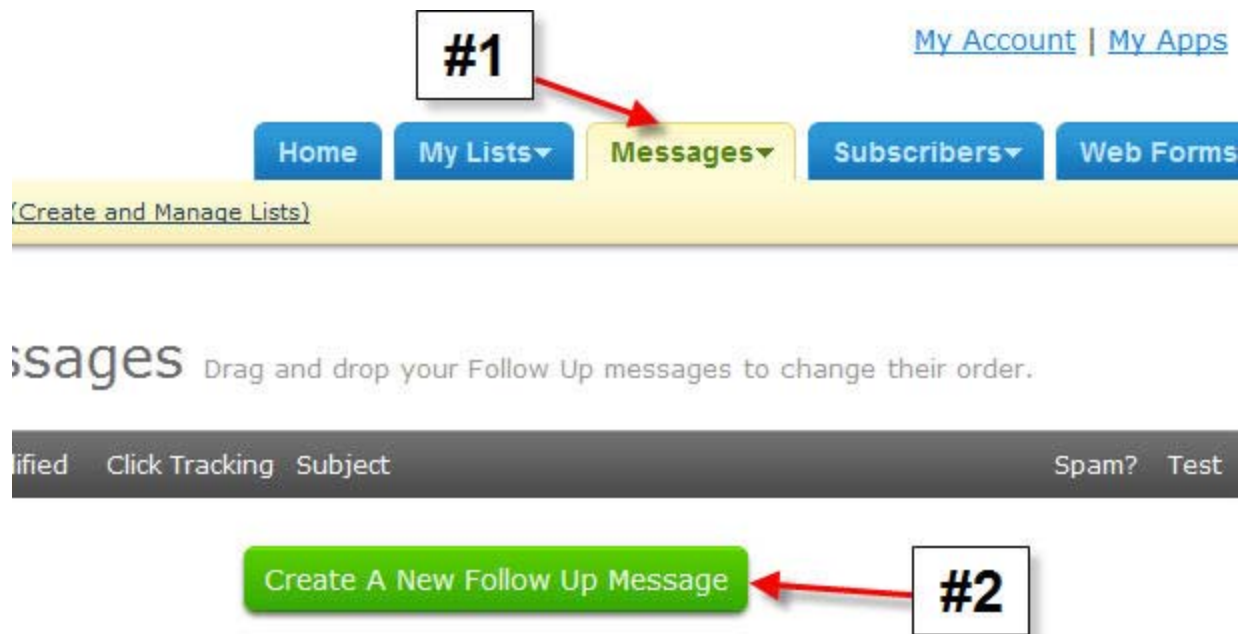 #1
My Account | My Apps
Home My Lists Messages Subscribers Web Forms
(Create and Manage Lists)
ssages Drag and drop your Follow Up messages to change their order.
lified Click Tracking Subject Spam? Test
Create A New Follow Up Message
#2